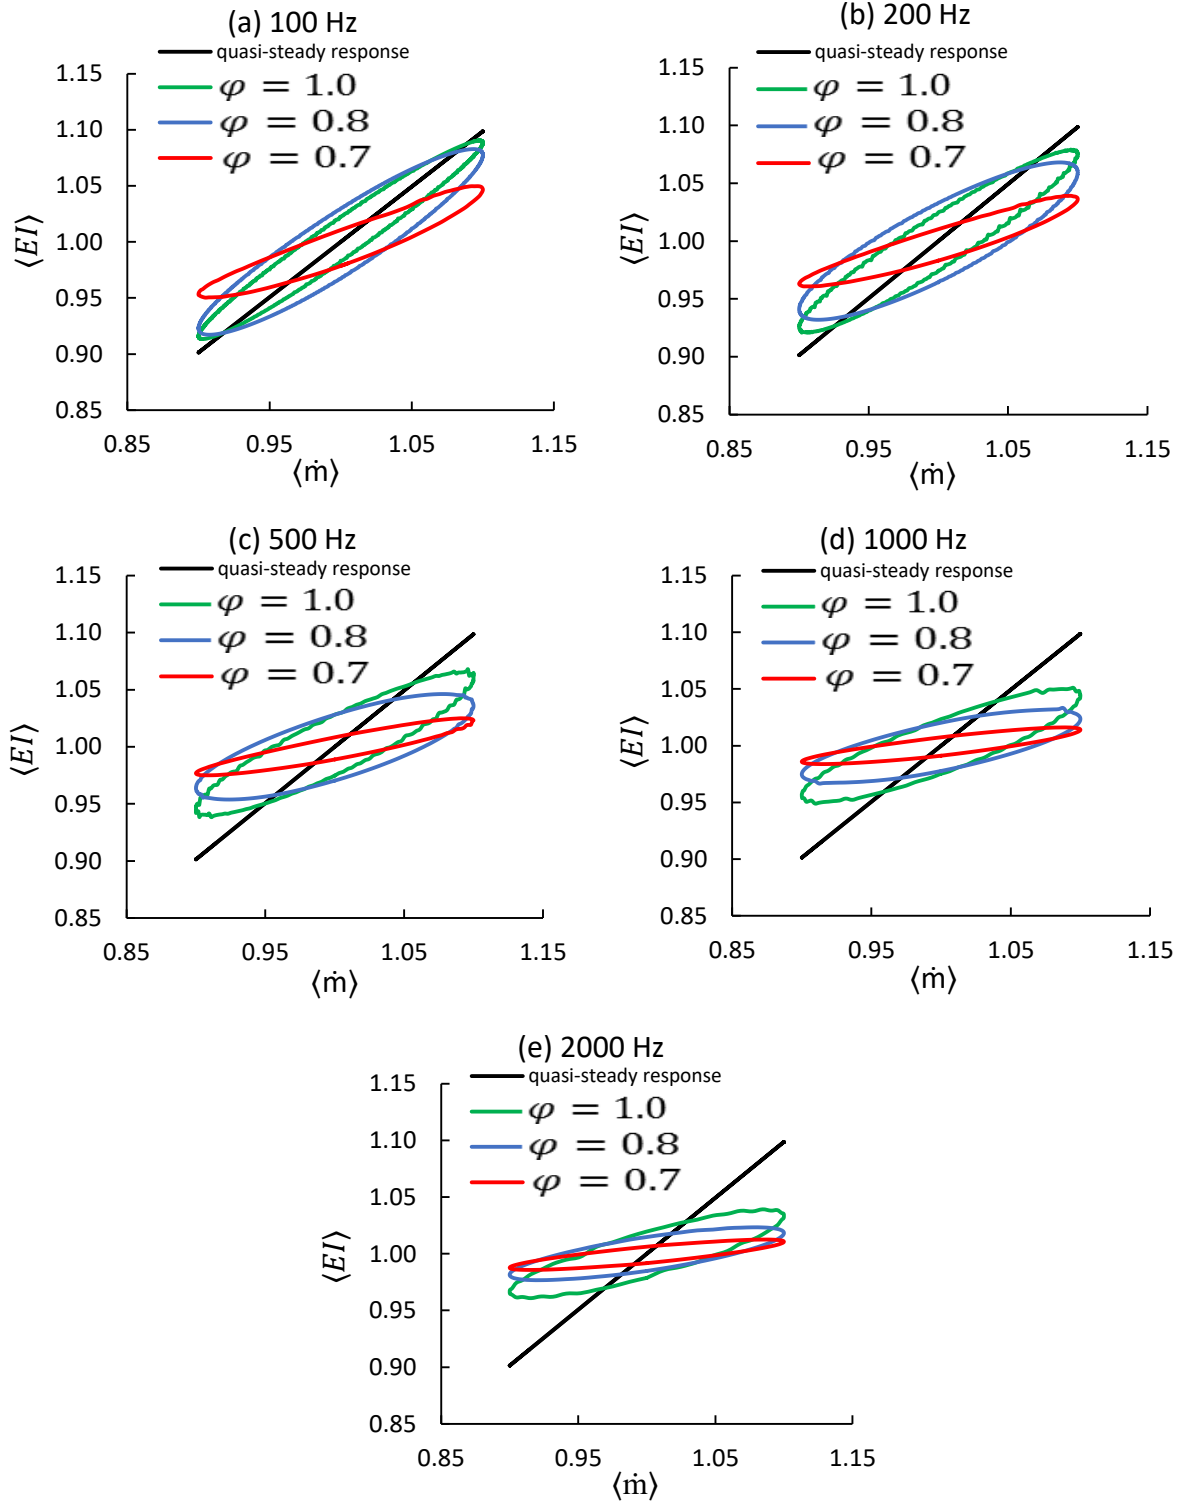 (a) 100 Hz
quasi-steady response
φ = 1.0
φ = 0.8
φ = 0.7
1.15
1.10
1.05
1.00
0.95
0.90
0.85
⟨EI⟩
0.85 0.95 1.05 1.15
⟨ṁ⟩
(b) 200 Hz
quasi-steady response
φ = 1.0
φ = 0.8
φ = 0.7
1.15
1.10
1.05
1.00
0.95
0.90
0.85
⟨EI⟩
0.85 0.95 1.05 1.15
⟨ṁ⟩
(c) 500 Hz
quasi-steady response
φ = 1.0
φ = 0.8
φ = 0.7
1.15
1.10
1.05
1.00
0.95
0.90
0.85
⟨EI⟩
0.85 0.95 1.05 1.15
⟨ṁ⟩
(d) 1000 Hz
quasi-steady response
φ = 1.0
φ = 0.8
φ = 0.7
1.15
1.10
1.05
1.00
0.95
0.90
0.85
⟨EI⟩
0.85 0.95 1.05 1.15
⟨ṁ⟩
(e) 2000 Hz
quasi-steady response
φ = 1.0
φ = 0.8
φ = 0.7
1.15
1.10
1.05
1.00
0.95
0.90
0.85
⟨EI⟩
0.85 0.95 1.05 1.15
⟨ṁ⟩